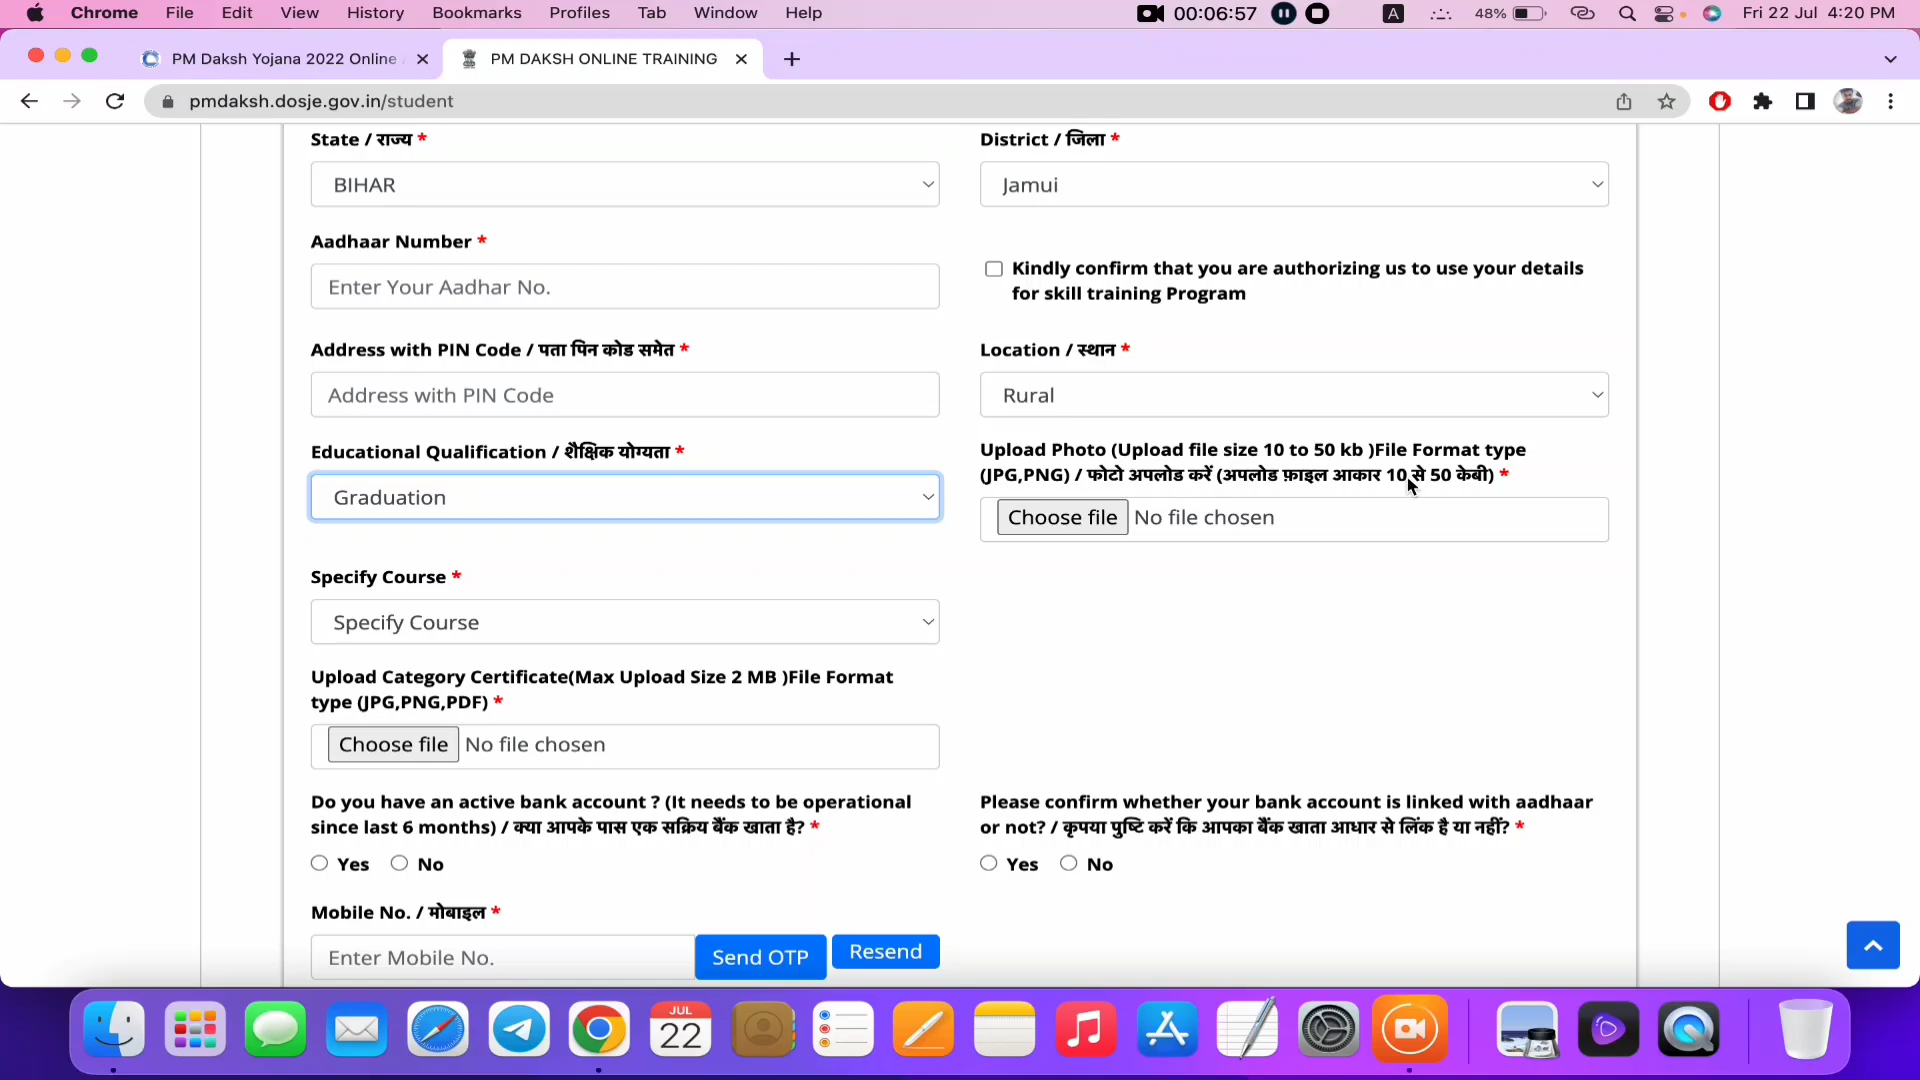 Chrome File Edit View History Bookmarks Profiles Tab Window Help 00:06:57 A 48% Fri 22 Jul 4:20 PM
PM Daksh Yojana 2022 Online PM DAKSH ONLINE TRAINING
pmdaksh.dosje.gov.in/student
State / राज्य * District / जिला *
BIHAR Jamui
Aadhaar Number *
Enter Your Aadhar No.
Kindly confirm that you are authorizing us to use your details
for skill training Program
Address with PIN Code / पता पिन कोड समेत * Location / स्थान *
Address with PIN Code Rural
Educational Qualification / शैक्षिक योग्यता *
Graduation
Upload Photo (Upload file size 10 to 50 kb )File Format type
(JPG,PNG) / फोटो अपलोड करें (अपलोड फ़ाइल आकार 10 से 50 केबी) *
Choose file No file chosen
Specify Course *
Specify Course
Upload Category Certificate(Max Upload Size 2 MB )File Format
type (JPG,PNG,PDF) *
Choose file No file chosen
Do you have an active bank account ? (It needs to be operational
since last 6 months) / क्या आपके पास एक सक्रिय बैंक खाता है? *
Yes No
Please confirm whether your bank account is linked with aadhaar
or not? / कृपया पुष्टि करें कि आपका बैंक खाता आधार से लिंक है या नहीं? *
Yes No
Mobile No. / मोबाइल *
Enter Mobile No. Send OTP Resend
JUL
22